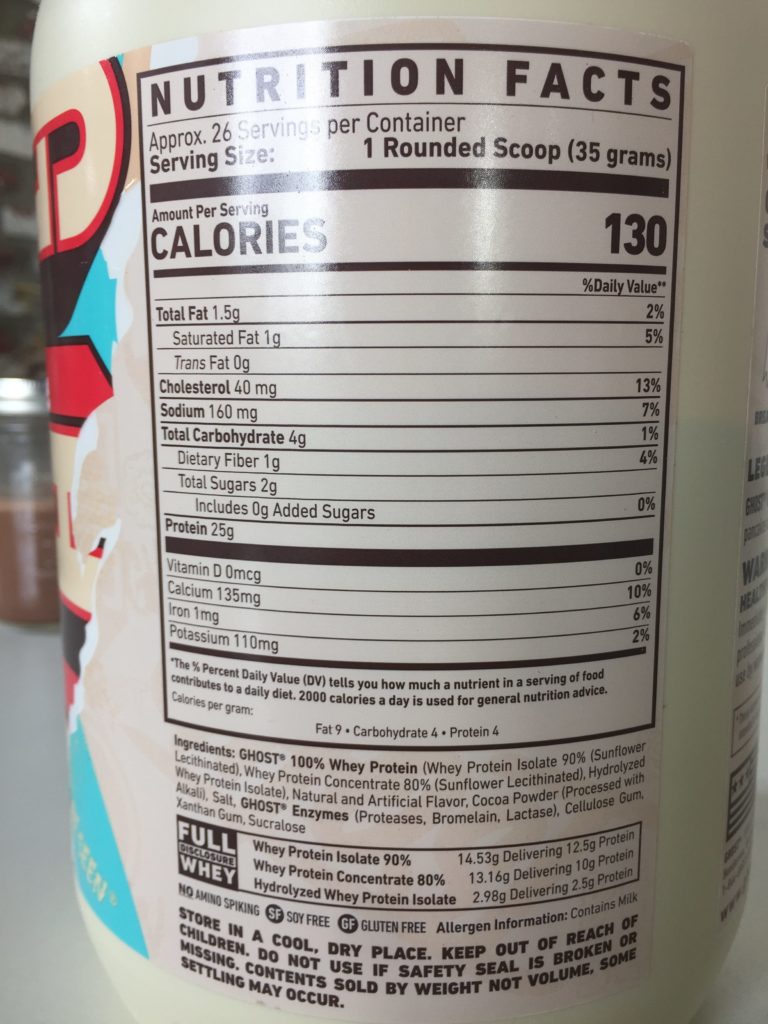 NUTRITION FACTS
Approx. 26 Servings per Container
Serving Size: 1 Rounded Scoop (35 grams)
Amount Per Serving
CALORIES 130
%Daily Value**
Total Fat 1.5g 2%
Saturated Fat 1g 5%
Trans Fat 0g
Cholesterol 40 mg 13%
Sodium 160 mg 7%
Total Carbohydrate 4g 1%
Dietary Fiber 1g 4%
Total Sugars 2g
Includes 0g Added Sugars 0%
Protein 25g
Vitamin D 0mcg 0%
Calcium 135mg 10%
Iron 1mg 6%
Potassium 110mg 2%
*The % Percent Daily Value (DV) tells you how much a nutrient in a serving of food
contributes to a daily diet. 2000 calories a day is used for general nutrition advice.
Calories per gram:
Fat 9 • Carbohydrate 4 • Protein 4
Ingredients: GHOST® 100% Whey Protein (Whey Protein Isolate 90% (Sunflower
Lecithinated), Whey Protein Concentrate 80% (Sunflower Lecithinated), Hydrolyzed
Whey Protein Isolate), Natural and Artificial Flavor, Cocoa Powder (Processed with
Alkali), Salt, GHOST® Enzymes (Proteases, Bromelain, Lactase), Cellulose Gum,
Xanthan Gum, Sucralose
FULL
DISCLOSURE
WHEY
Whey Protein Isolate 90% 14.53g Delivering 12.5g Protein
Whey Protein Concentrate 80% 13.16g Delivering 10g Protein
Hydrolyzed Whey Protein Isolate 2.98g Delivering 2.5g Protein
NO AMINO SPIKING SF SOY FREE GF GLUTEN FREE Allergen Information: Contains Milk
STORE IN A COOL, DRY PLACE. KEEP OUT OF REACH OF
CHILDREN. DO NOT USE IF SAFETY SEAL IS BROKEN OR
MISSING. CONTENTS SOLD BY WEIGHT NOT VOLUME, SOME
SETTLING MAY OCCUR.